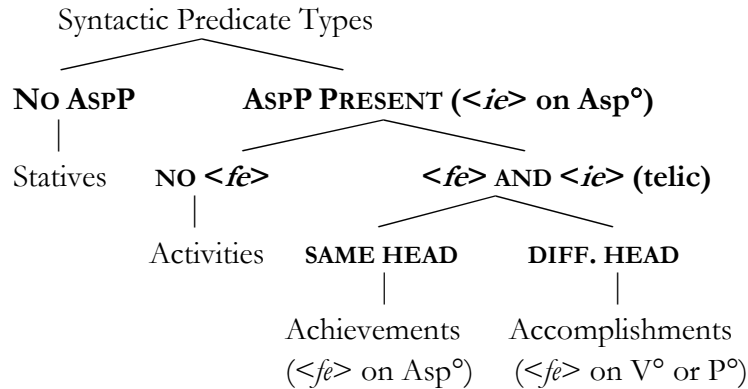 Syntactic Predicate Types
NO ASPP ASPP PRESENT (<ie> on Asp°)
Statives NO <fe> <fe> AND <ie> (telic)
Activities SAME HEAD DIFF. HEAD
Achievements Accomplishments
(<fe> on Asp°) (<fe> on V° or P°)